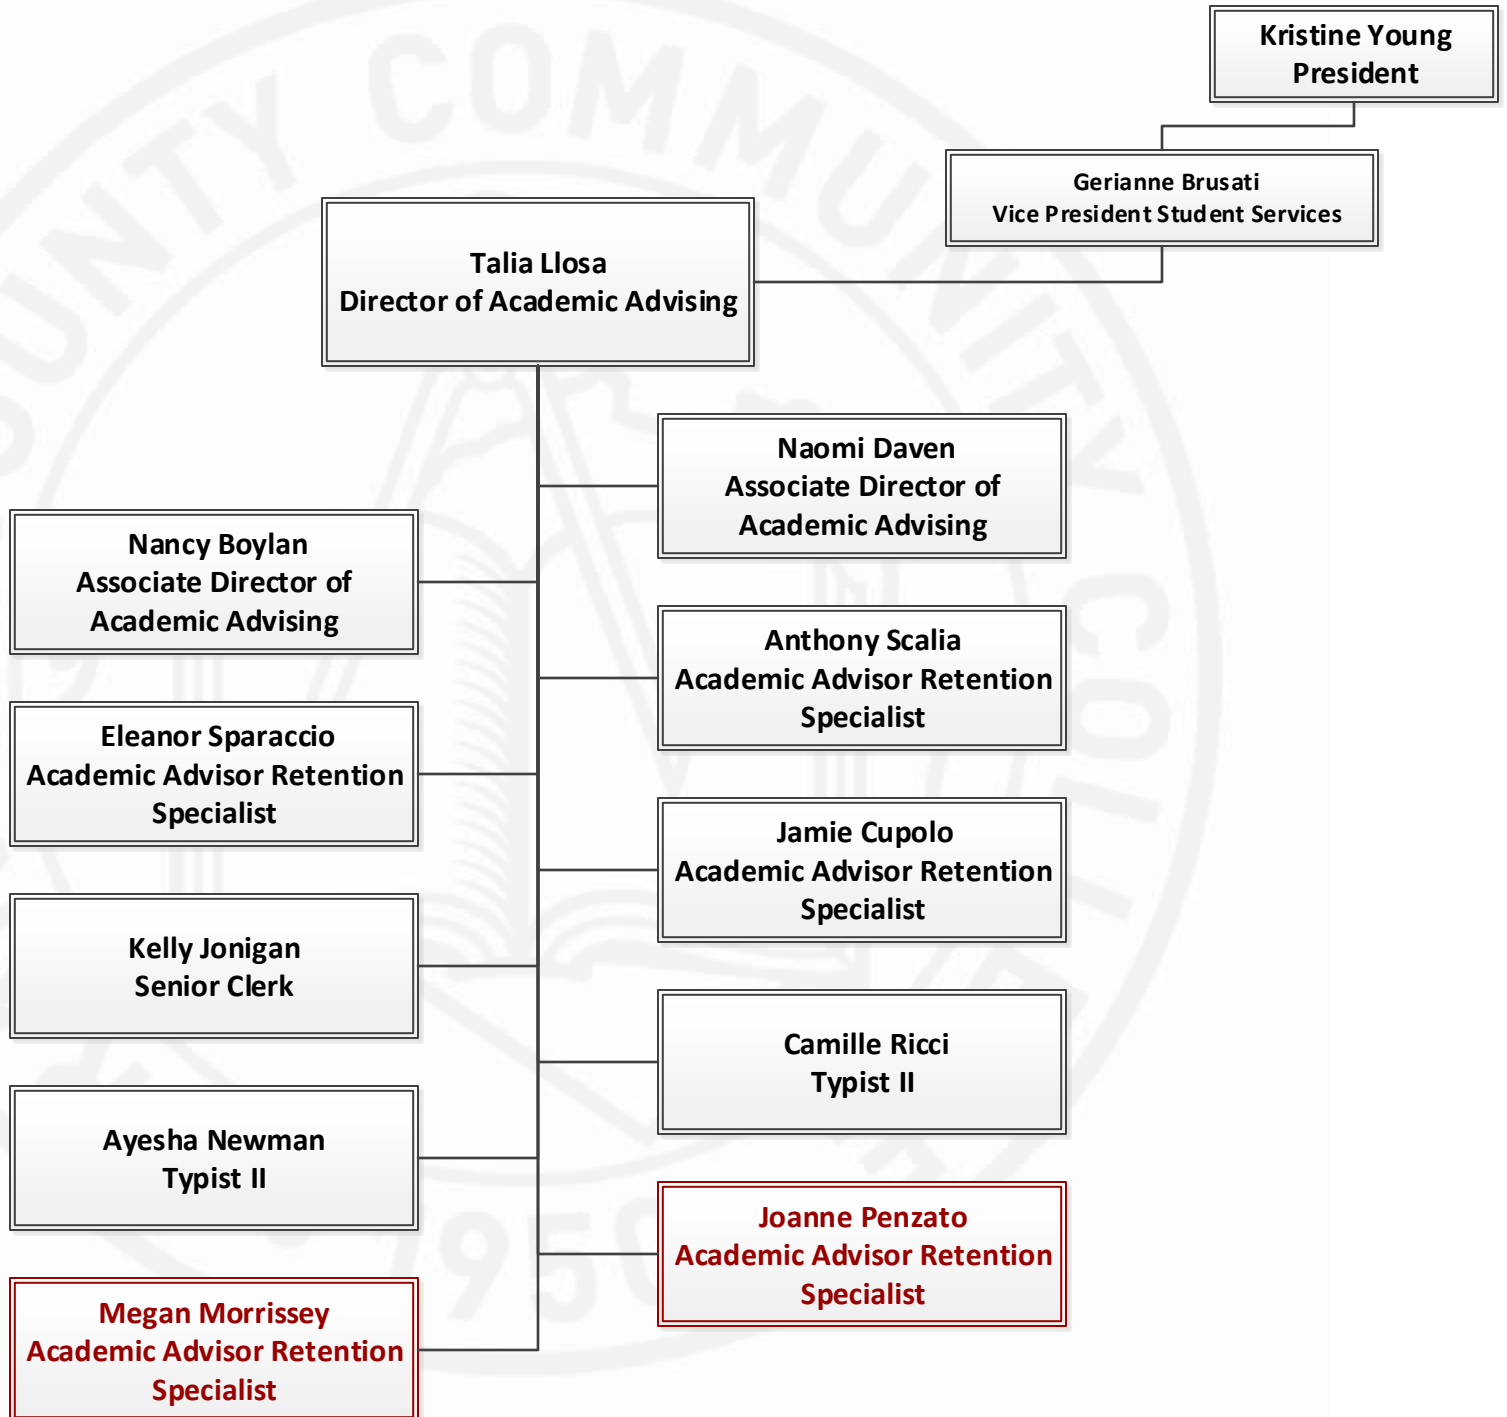 Kristine Young
President
Gerianne Brusati
Vice President Student Services
Talia Llosa
Director of Academic Advising
Naomi Daven
Associate Director of
Academic Advising
Nancy Boylan
Associate Director of
Academic Advising
Anthony Scalia
Academic Advisor Retention
Specialist
Eleanor Sparaccio
Academic Advisor Retention
Specialist
Jamie Cupolo
Academic Advisor Retention
Specialist
Kelly Jonigan
Senior Clerk
Camille Ricci
Typist II
Ayesha Newman
Typist II
Joanne Penzato
Academic Advisor Retention
Specialist
Megan Morrissey
Academic Advisor Retention
Specialist
COMMUNITY
1950